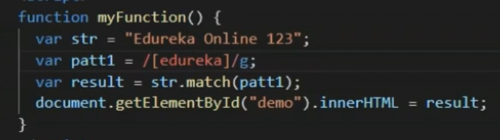 function myFunction() {
var str = "Edureka Online 123";
var patt1 = /[edureka]/g;
var result = str.match(patt1);
document.getElementById("demo").innerHTML = result;
}